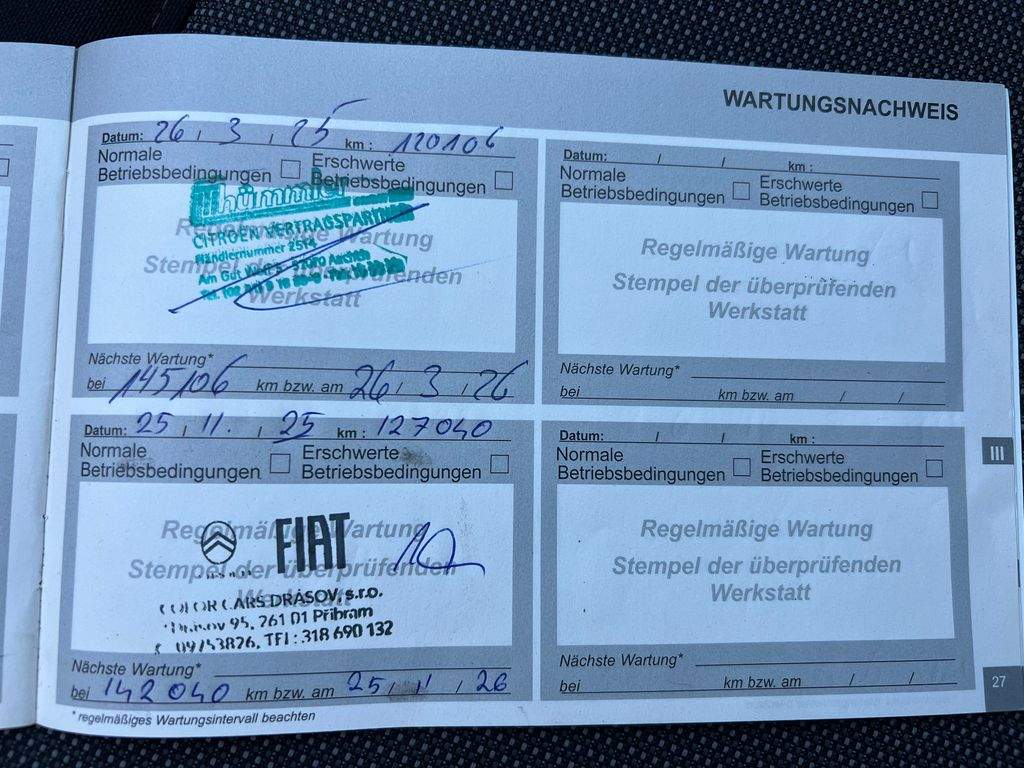 WARTUNGSNACHWEIS
Datum: 26 / 3 / 25 km : 120106
Normale Betriebsbedingungen
Erschwerte Betriebsbedingungen
Regelmäßige Wartung
Stempel der überprüfenden
Werkstatt
CITROEN VERTRAGSPARTNER
Händlernummer 2514
Am Gut
Nächste Wartung*
bei 145106 km bzw. am 26 / 3 / 26
Datum: 25 / 11. / 25 km : 127040
Normale Betriebsbedingungen
Erschwerte Betriebsbedingungen
Regelmäßige Wartung
Stempel der überprüfenden
Werkstatt
FIAT
CARS DRASOV, s.r.o.
95, 261 01 Příbram
318 690 132
Nächste Wartung*
bei 142040 km bzw. am 25 / 11 / 26
* regelmäßiges Wartungsintervall beachten
Datum: / / km :
Normale Betriebsbedingungen
Erschwerte Betriebsbedingungen
Regelmäßige Wartung
Stempel der überprüfenden
Werkstatt
Nächste Wartung*
bei km bzw. am / /
Datum: / / km :
Normale Betriebsbedingungen
Erschwerte Betriebsbedingungen
Regelmäßige Wartung
Stempel der überprüfenden
Werkstatt
Nächste Wartung*
bei km bzw. am / /
III
27